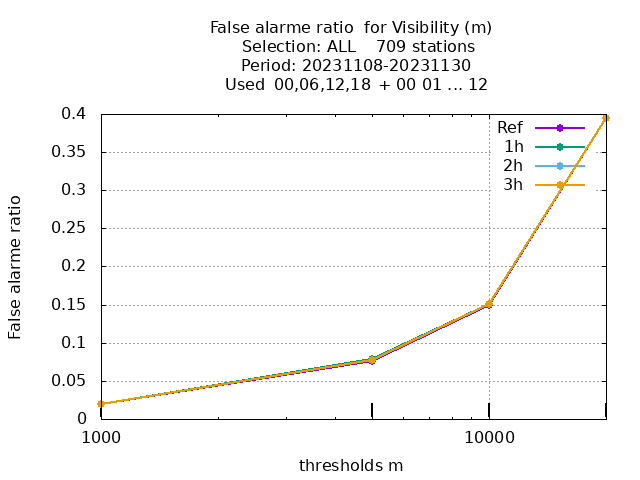 False alarme ratio  for Visibility (m)
Selection: ALL    709 stations
Period: 20231108-20231130
Used  00,06,12,18  + 00 01 ... 12
0.4
0.35
0.3
0.25
0.2
0.15
0.1
0.05
0
False alarme ratio
Ref
1h
2h
3h
1000
10000
thresholds m